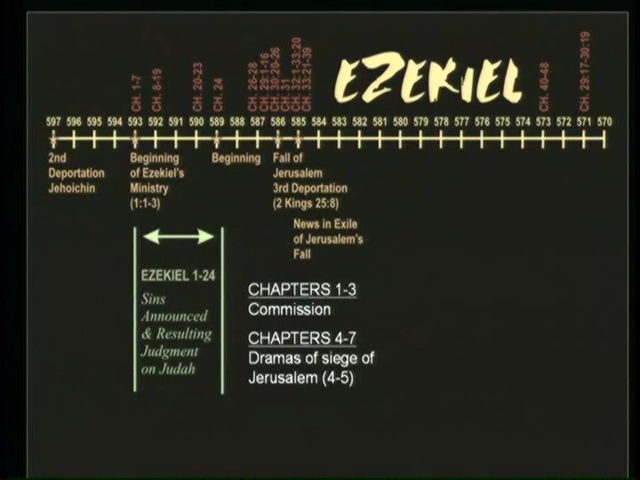 EZEKIEL
CH. 1-7
CH. 8-19
CH. 20-23
CH. 24
CH. 26-28
CH. 29:1-16
CH. 30:20-26
CH. 31
CH. 32:1-33:20
CH. 33:21-39
CH. 40-48
CH. 29:17-30:19
597 596 595 594 593 592 591 590 589 588 587 586 585 584 583 582 581 580 579 578 577 576 575 574 573 572 571 570
2nd
Deportation
Jehoichin
Beginning
of Ezekiel's
Ministry
(1:1-3)
Beginning
Fall of
Jerusalem
3rd Deportation
(2 Kings 25:8)
News in Exile
of Jerusalem's
Fall
EZEKIEL 1-24
Sins
Announced
& Resulting
Judgment
on Judah
CHAPTERS 1-3
Commission
CHAPTERS 4-7
Dramas of siege of
Jerusalem (4-5)